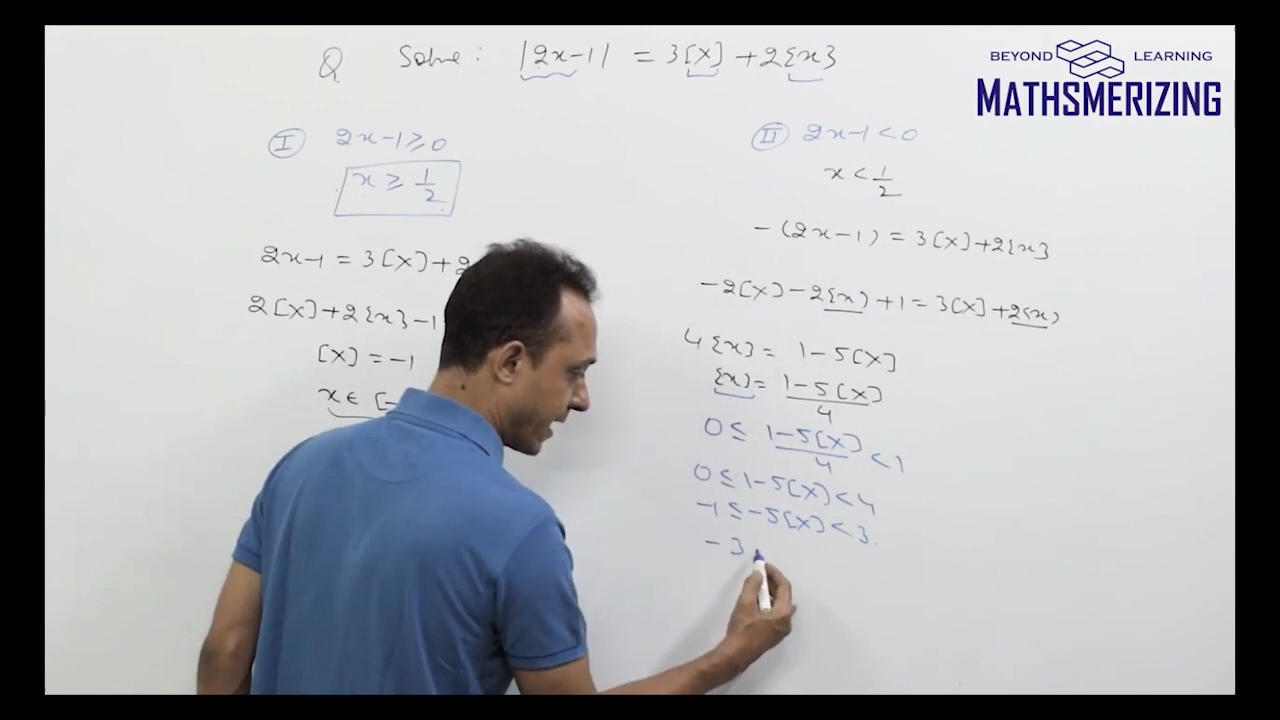 Q Solve : |2x-1| = 3[x] + 2{x}
BEYOND LEARNING
MATHSMERIZING
I 2x-1 ≥ 0
x ≥ 1/2
2x-1 = 3[x]+2
2[x]+2{x}-1
[x] = -1
x ∈ [-
II 2x-1 < 0
x < 1/2
-(2x-1) = 3[x]+2{x}
-2[x]-2{x}+1 = 3[x]+2{x}
4{x} = 1-5[x]
{x} = 1-5[x]/4
0 ≤ 1-5[x]/4 < 1
0 ≤ 1-5[x] < 4
-1 ≤ -5[x] < 3.
-3